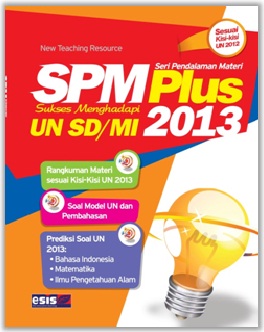 New Teaching Resource
Sesuai
Kisi-kisi
UN 2012
Seri Pendalaman Materi
SPM Plus
Sukses Menghadapi
UN SD/MI 2013
Rangkuman Materi
sesuai Kisi-Kisi UN 2013
Soal Model UN dan
Pembahasan
Prediksi Soal UN
2013:
• Bahasa Indonesia
• Matematika
• Ilmu Pengetahuan Alam
esis